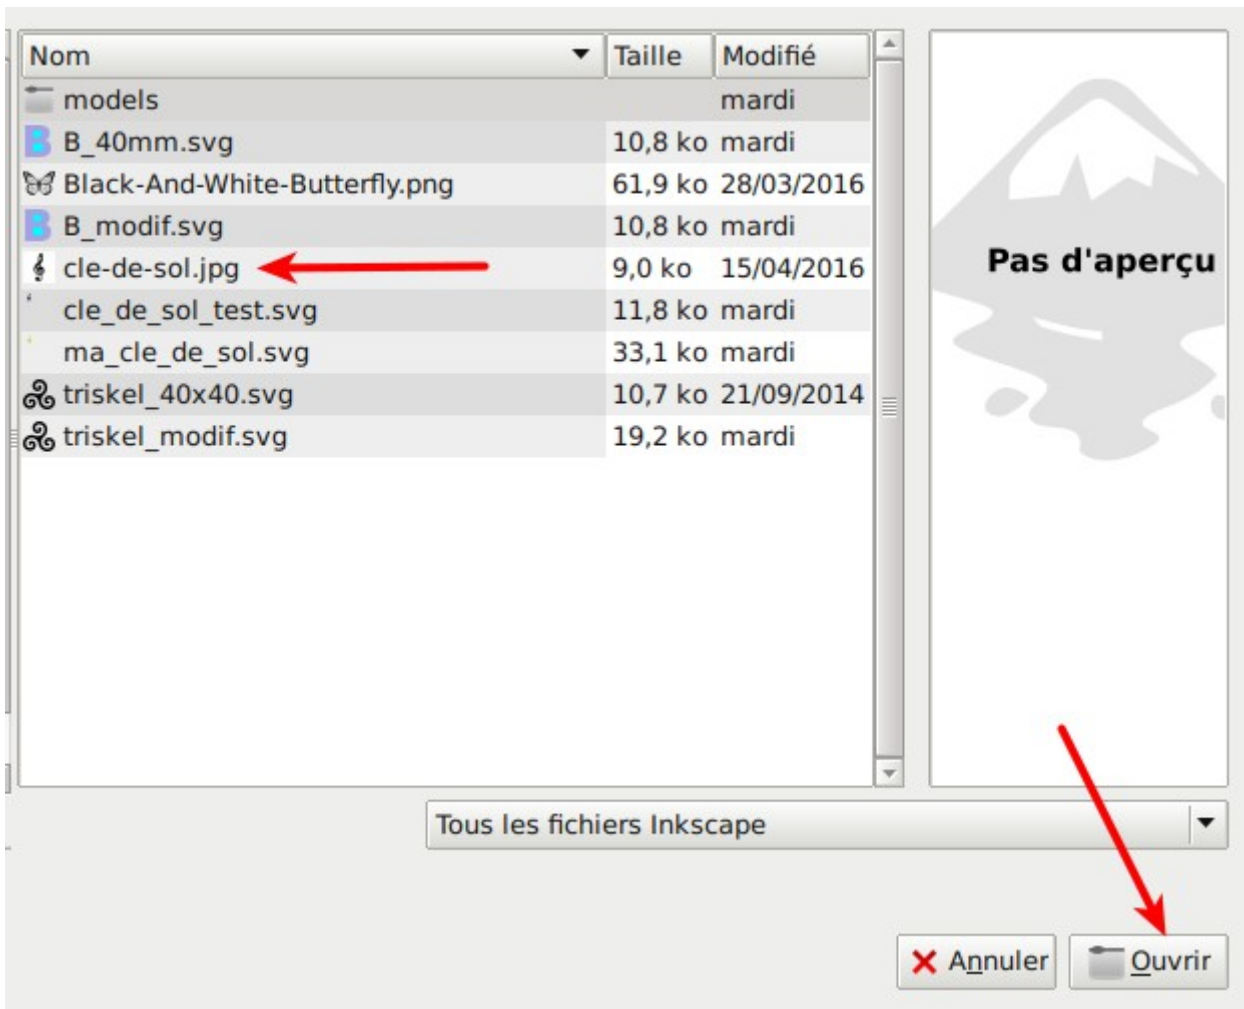 Nom Taille Modifié
models mardi
B_40mm.svg 10,8 ko mardi
Black-And-White-Butterfly.png 61,9 ko 28/03/2016
B_modif.svg 10,8 ko mardi
cle-de-sol.jpg 9,0 ko 15/04/2016
cle_de_sol_test.svg 11,8 ko mardi
ma_cle_de_sol.svg 33,1 ko mardi
triskel_40x40.svg 10,7 ko 21/09/2014
triskel_modif.svg 19,2 ko mardi
Pas d'aperçu
Tous les fichiers Inkscape
Annuler Ouvrir